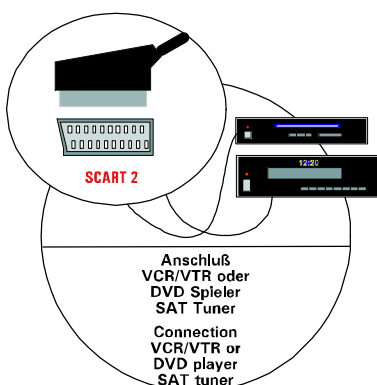 12:20
SCART 2
Anschluß
VCR/VTR oder
DVD Spieler
SAT Tuner
Connection
VCR/VTR or
DVD player
SAT tuner